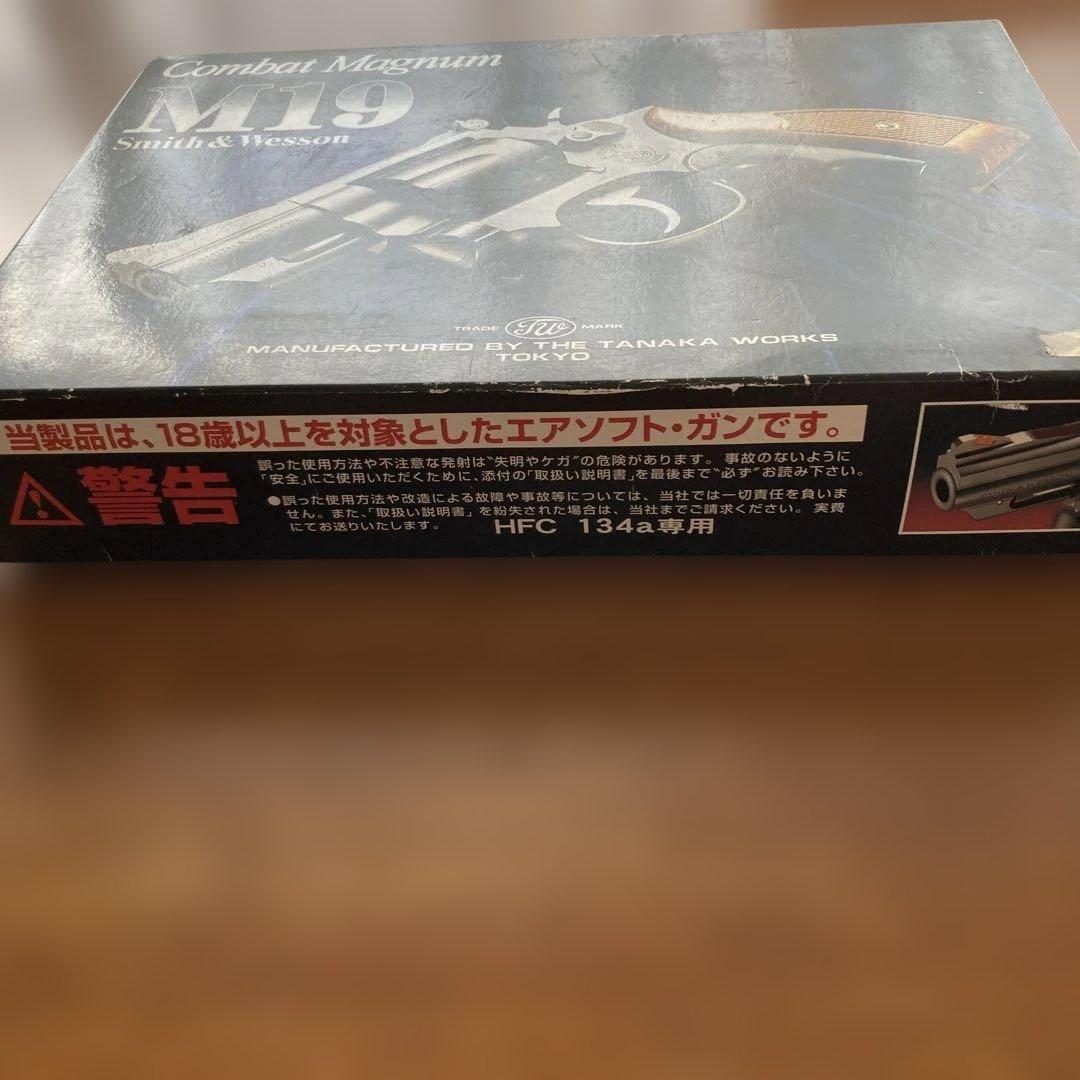 Combat Magnum
M19
Smith & Wesson
TRADE TW MARK
MANUFACTURED BY THE TANAKA WORKS
TOKYO
当製品は、18歳以上を対象としたエアソフト・ガンです。
警告
誤った使用方法や不注意な発射は"失明やケガ"の危険があります。事故のないように
「安全」にご使用いただくために、添付の「取扱い説明書」を最後まで"必ず"お読み下さい。
●誤った使用方法や改造による故障や事故等については、当社では一切責任を負いま
せん。また、「取扱い説明書」を紛失された場合は、当社までご請求ください。実費
にてお送りいたします。
HFC 134a専用